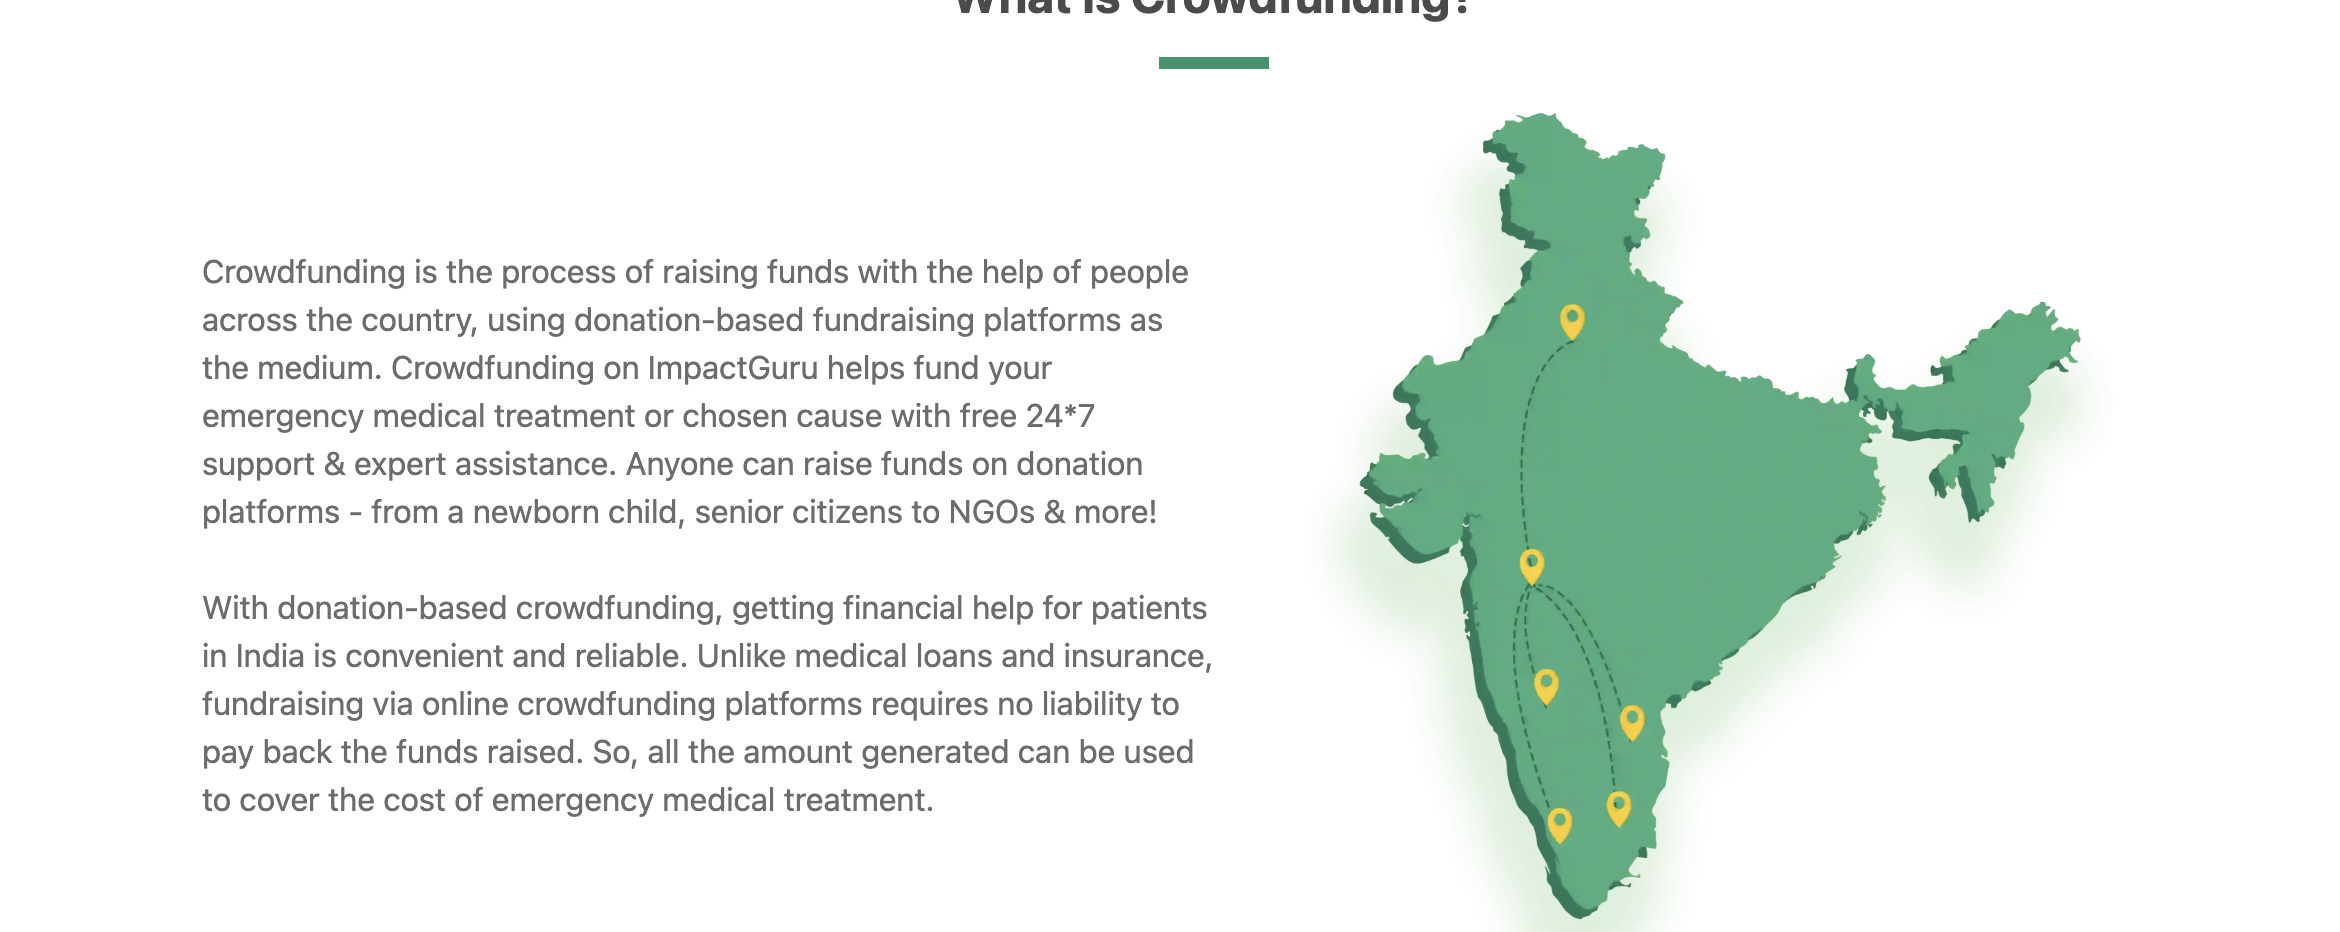 What is Crowdfunding?
Crowdfunding is the process of raising funds with the help of people
across the country, using donation-based fundraising platforms as
the medium. Crowdfunding on ImpactGuru helps fund your
emergency medical treatment or chosen cause with free 24*7
support & expert assistance. Anyone can raise funds on donation
platforms - from a newborn child, senior citizens to NGOs & more!
With donation-based crowdfunding, getting financial help for patients
in India is convenient and reliable. Unlike medical loans and insurance,
fundraising via online crowdfunding platforms requires no liability to
pay back the funds raised. So, all the amount generated can be used
to cover the cost of emergency medical treatment.